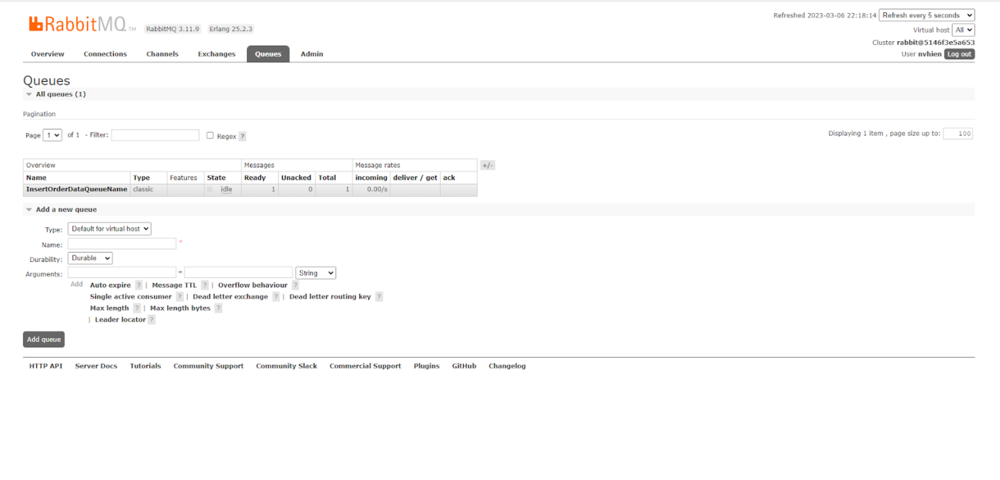 Refreshed 2023-03-06 22:18:14 Refresh every 5 seconds
RabbitMQ TM RabbitMQ 3.11.9 Erlang 25.2.3
Virtual host All
Cluster rabbit@5146f3e5a653
User nvhien Log out
Overview Connections Channels Exchanges Queues Admin
Queues
All queues (1)
Pagination
Page 1 of 1 - Filter: Regex ? Displaying 1 item , page size up to: 100
Overview Messages Message rates +/-
Name Type Features State Ready Unacked Total incoming deliver / get ack
InsertOrderDataQueueName classic idle 1 0 1 0.00/s
Add a new queue
Type: Default for virtual host
Name: *
Durability: Durable
Arguments: = String
Add Auto expire ? | Message TTL ? | Overflow behaviour ?
Single active consumer ? | Dead letter exchange ? | Dead letter routing key ?
Max length ? | Max length bytes ?
| Leader locator ?
Add queue
HTTP API Server Docs Tutorials Community Support Community Slack Commercial Support Plugins GitHub Changelog